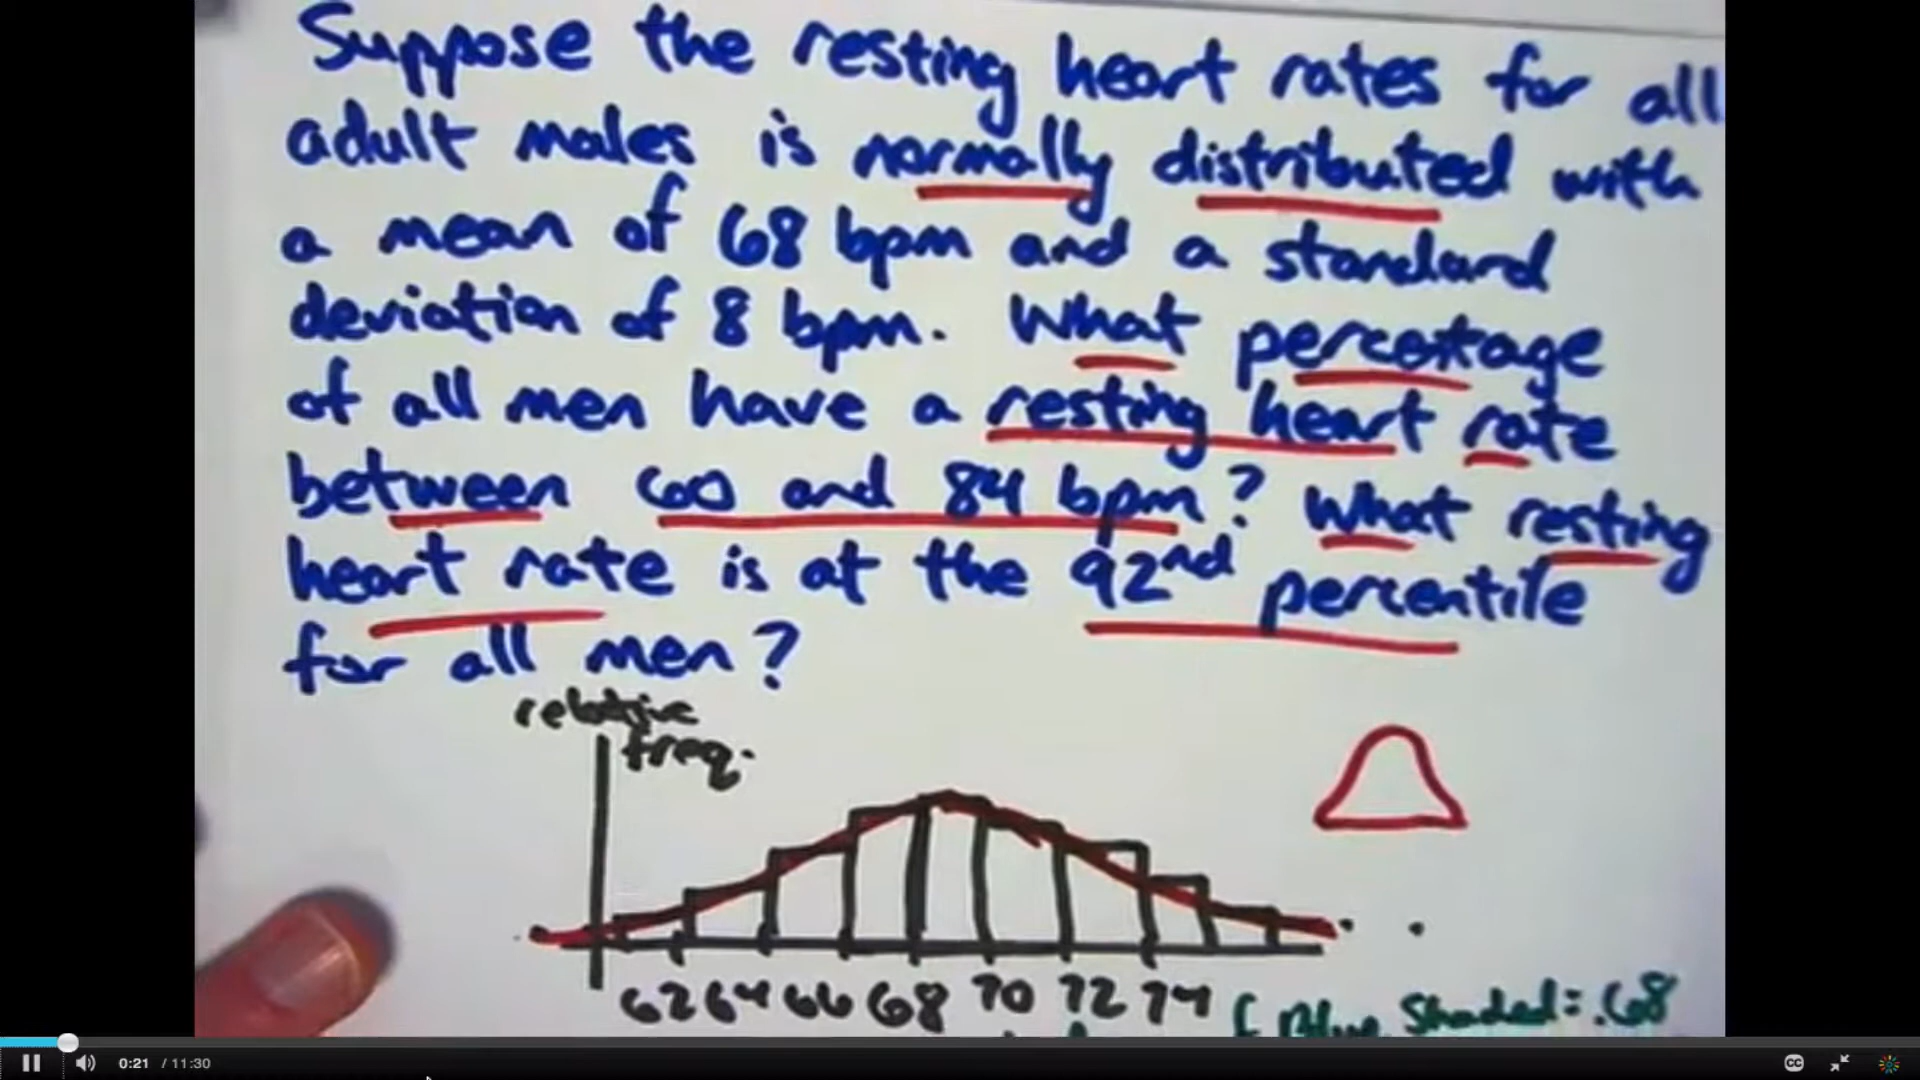 Suppose the resting heart rates for all
adult males is normally distributed with
a mean of 68 bpm and a standard
deviation of 8 bpm. What percentage
of all men have a resting heart rate
between 60 and 84 bpm? What resting
heart rate is at the 92nd percentile
for all men?
relative
freq.
62 64 66 68 70 72 74
Blue Shaded = .68
0:21 / 11:30
CC